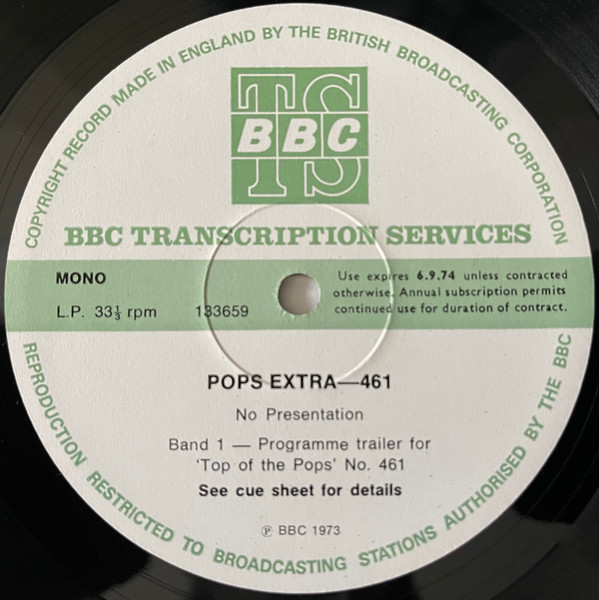 COPYRIGHT RECORD MADE IN ENGLAND BY THE BRITISH BROADCASTING CORPORATION
TS
BBC
BBC TRANSCRIPTION SERVICES
MONO
L.P. 33⅓ rpm 133659
Use expires 6.9.74 unless contracted
otherwise. Annual subscription permits
continued use for duration of contract.
POPS EXTRA—461
No Presentation
Band 1 — Programme trailer for
‘Top of the Pops’ No. 461
See cue sheet for details
℗ BBC 1973
REPRODUCTION RESTRICTED TO BROADCASTING STATIONS AUTHORISED BY THE BBC